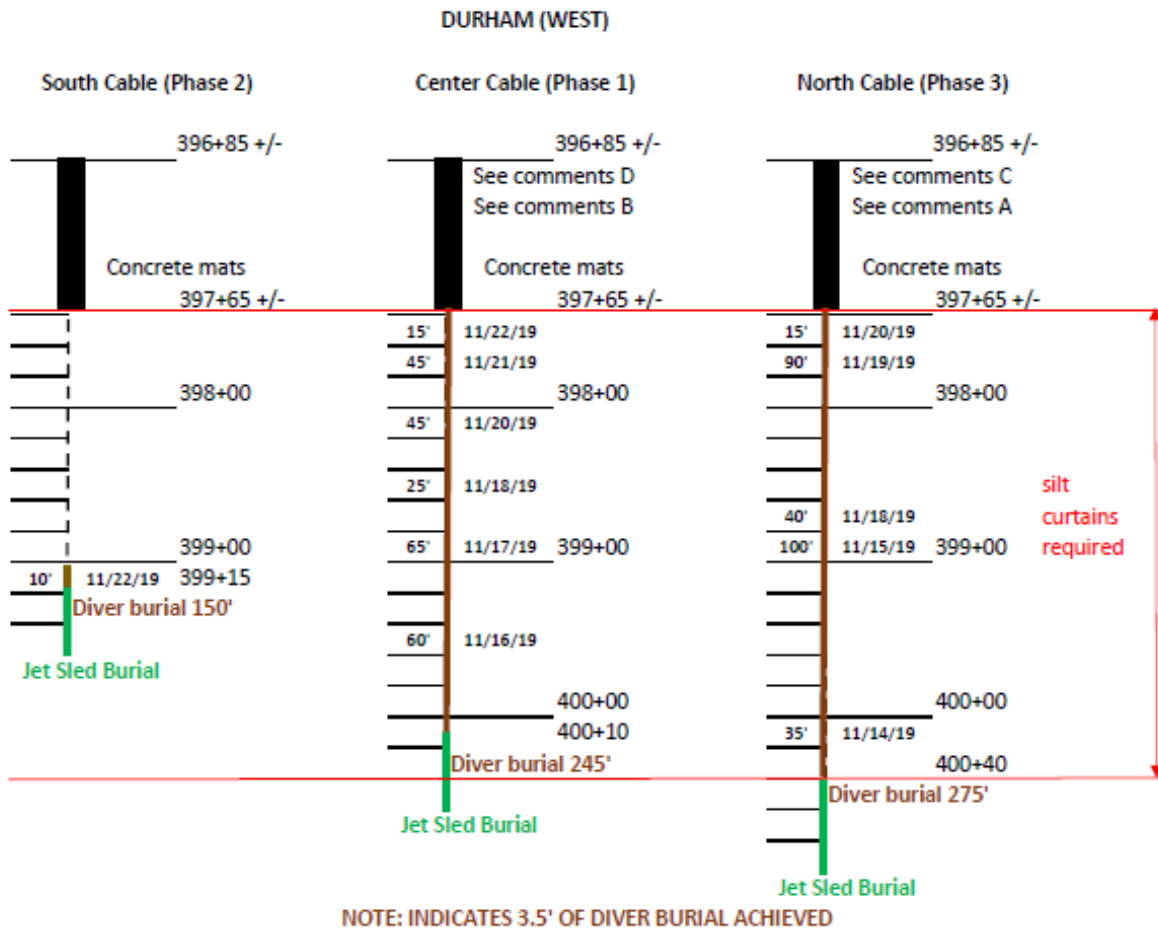 DURHAM (WEST)
South Cable (Phase 2)
Center Cable (Phase 1)
North Cable (Phase 3)
396+85 +/-
396+85 +/-
396+85 +/-
See comments D
See comments C
See comments B
See comments A
Concrete mats
Concrete mats
Concrete mats
397+65 +/-
397+65 +/-
397+65 +/-
15' 11/22/19
15' 11/20/19
45' 11/21/19
90' 11/19/19
398+00
398+00
398+00
45' 11/20/19
25' 11/18/19
silt
40' 11/18/19
curtains
399+00
65' 11/17/19 399+00
100' 11/15/19 399+00
required
10' 11/22/19 399+15
Diver burial 150'
60' 11/16/19
Jet Sled Burial
400+00
400+00
400+10
35' 11/14/19
Diver burial 245'
400+40
Diver burial 275'
Jet Sled Burial
Jet Sled Burial
NOTE: INDICATES 3.5' OF DIVER BURIAL ACHIEVED